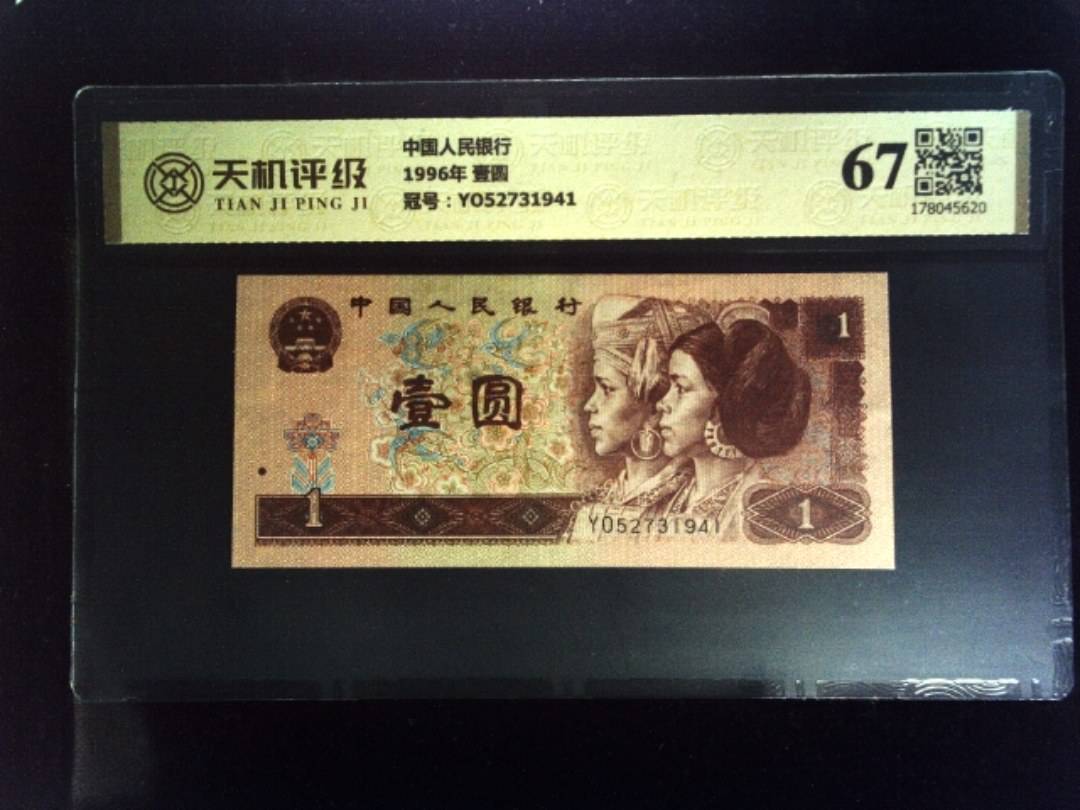 天机评级
TIAN JI PING JI
中国人民银行
1996年 壹圆
冠号：YO52731941
67
178045620
中国人民银行
1
壹圆
1
YO52731941
1